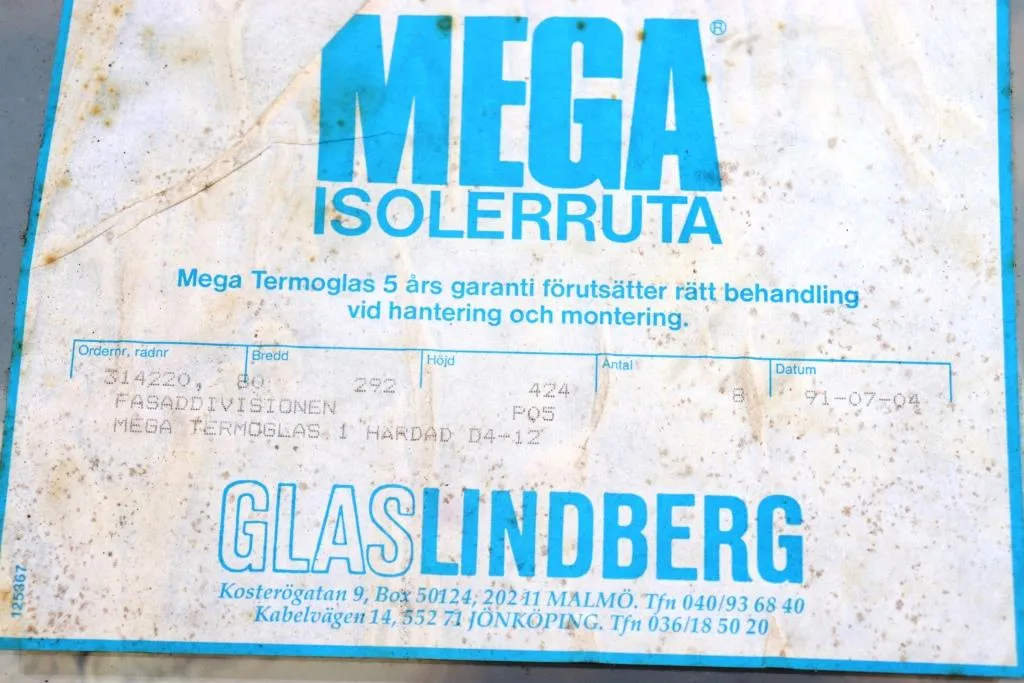 MEGA®
ISOLERRUTA
Mega Termoglas 5 års garanti förutsätter rätt behandling
vid hantering och montering.
Ordernr, radnr Bredd Höjd Antal Datum
314220, 80 292 424 8 91-07-04
FASADDIVISIONEN P05
MEGA TERMOGLAS 1 HÄRDAD D4-12
GLASLINDBERG
Kosterögatan 9, Box 50124, 202 11 MALMÖ. Tfn 040/93 68 40
Kabelvägen 14, 552 71 JÖNKÖPING. Tfn 036/18 50 20
125367